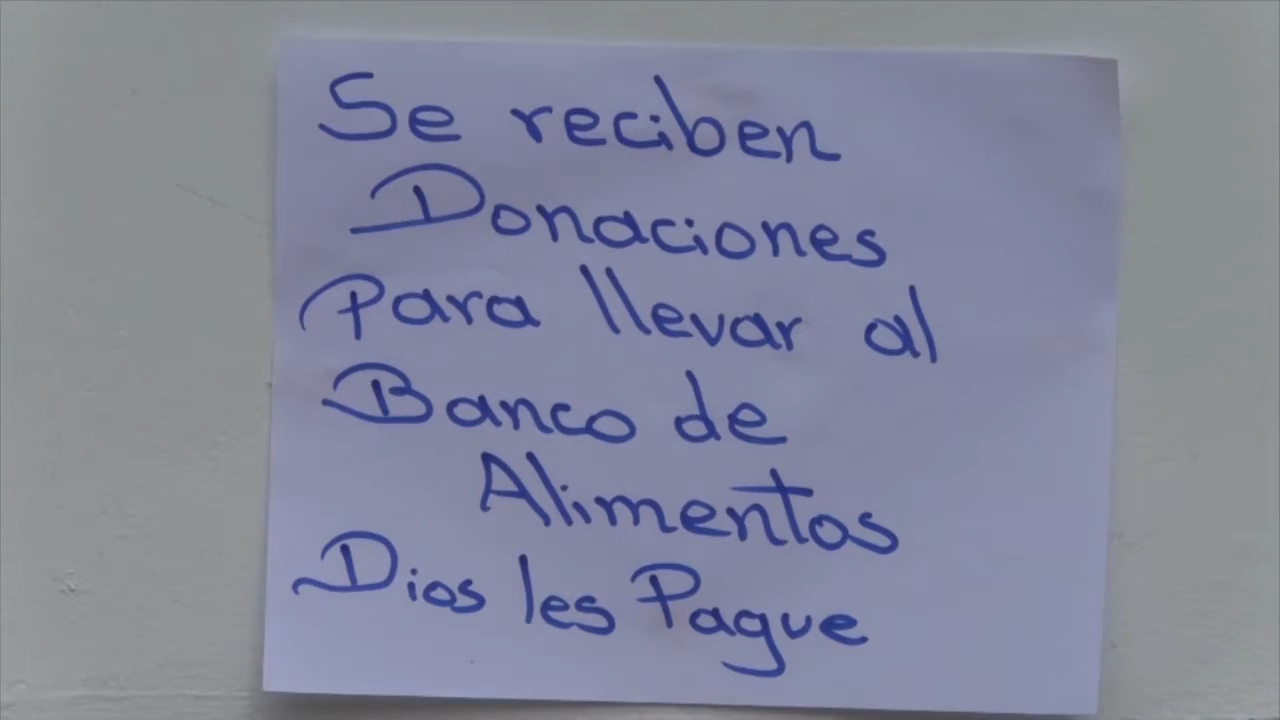 Se reciben
Donaciones
Para llevar al
Banco de
Alimentos
Dios les Pague